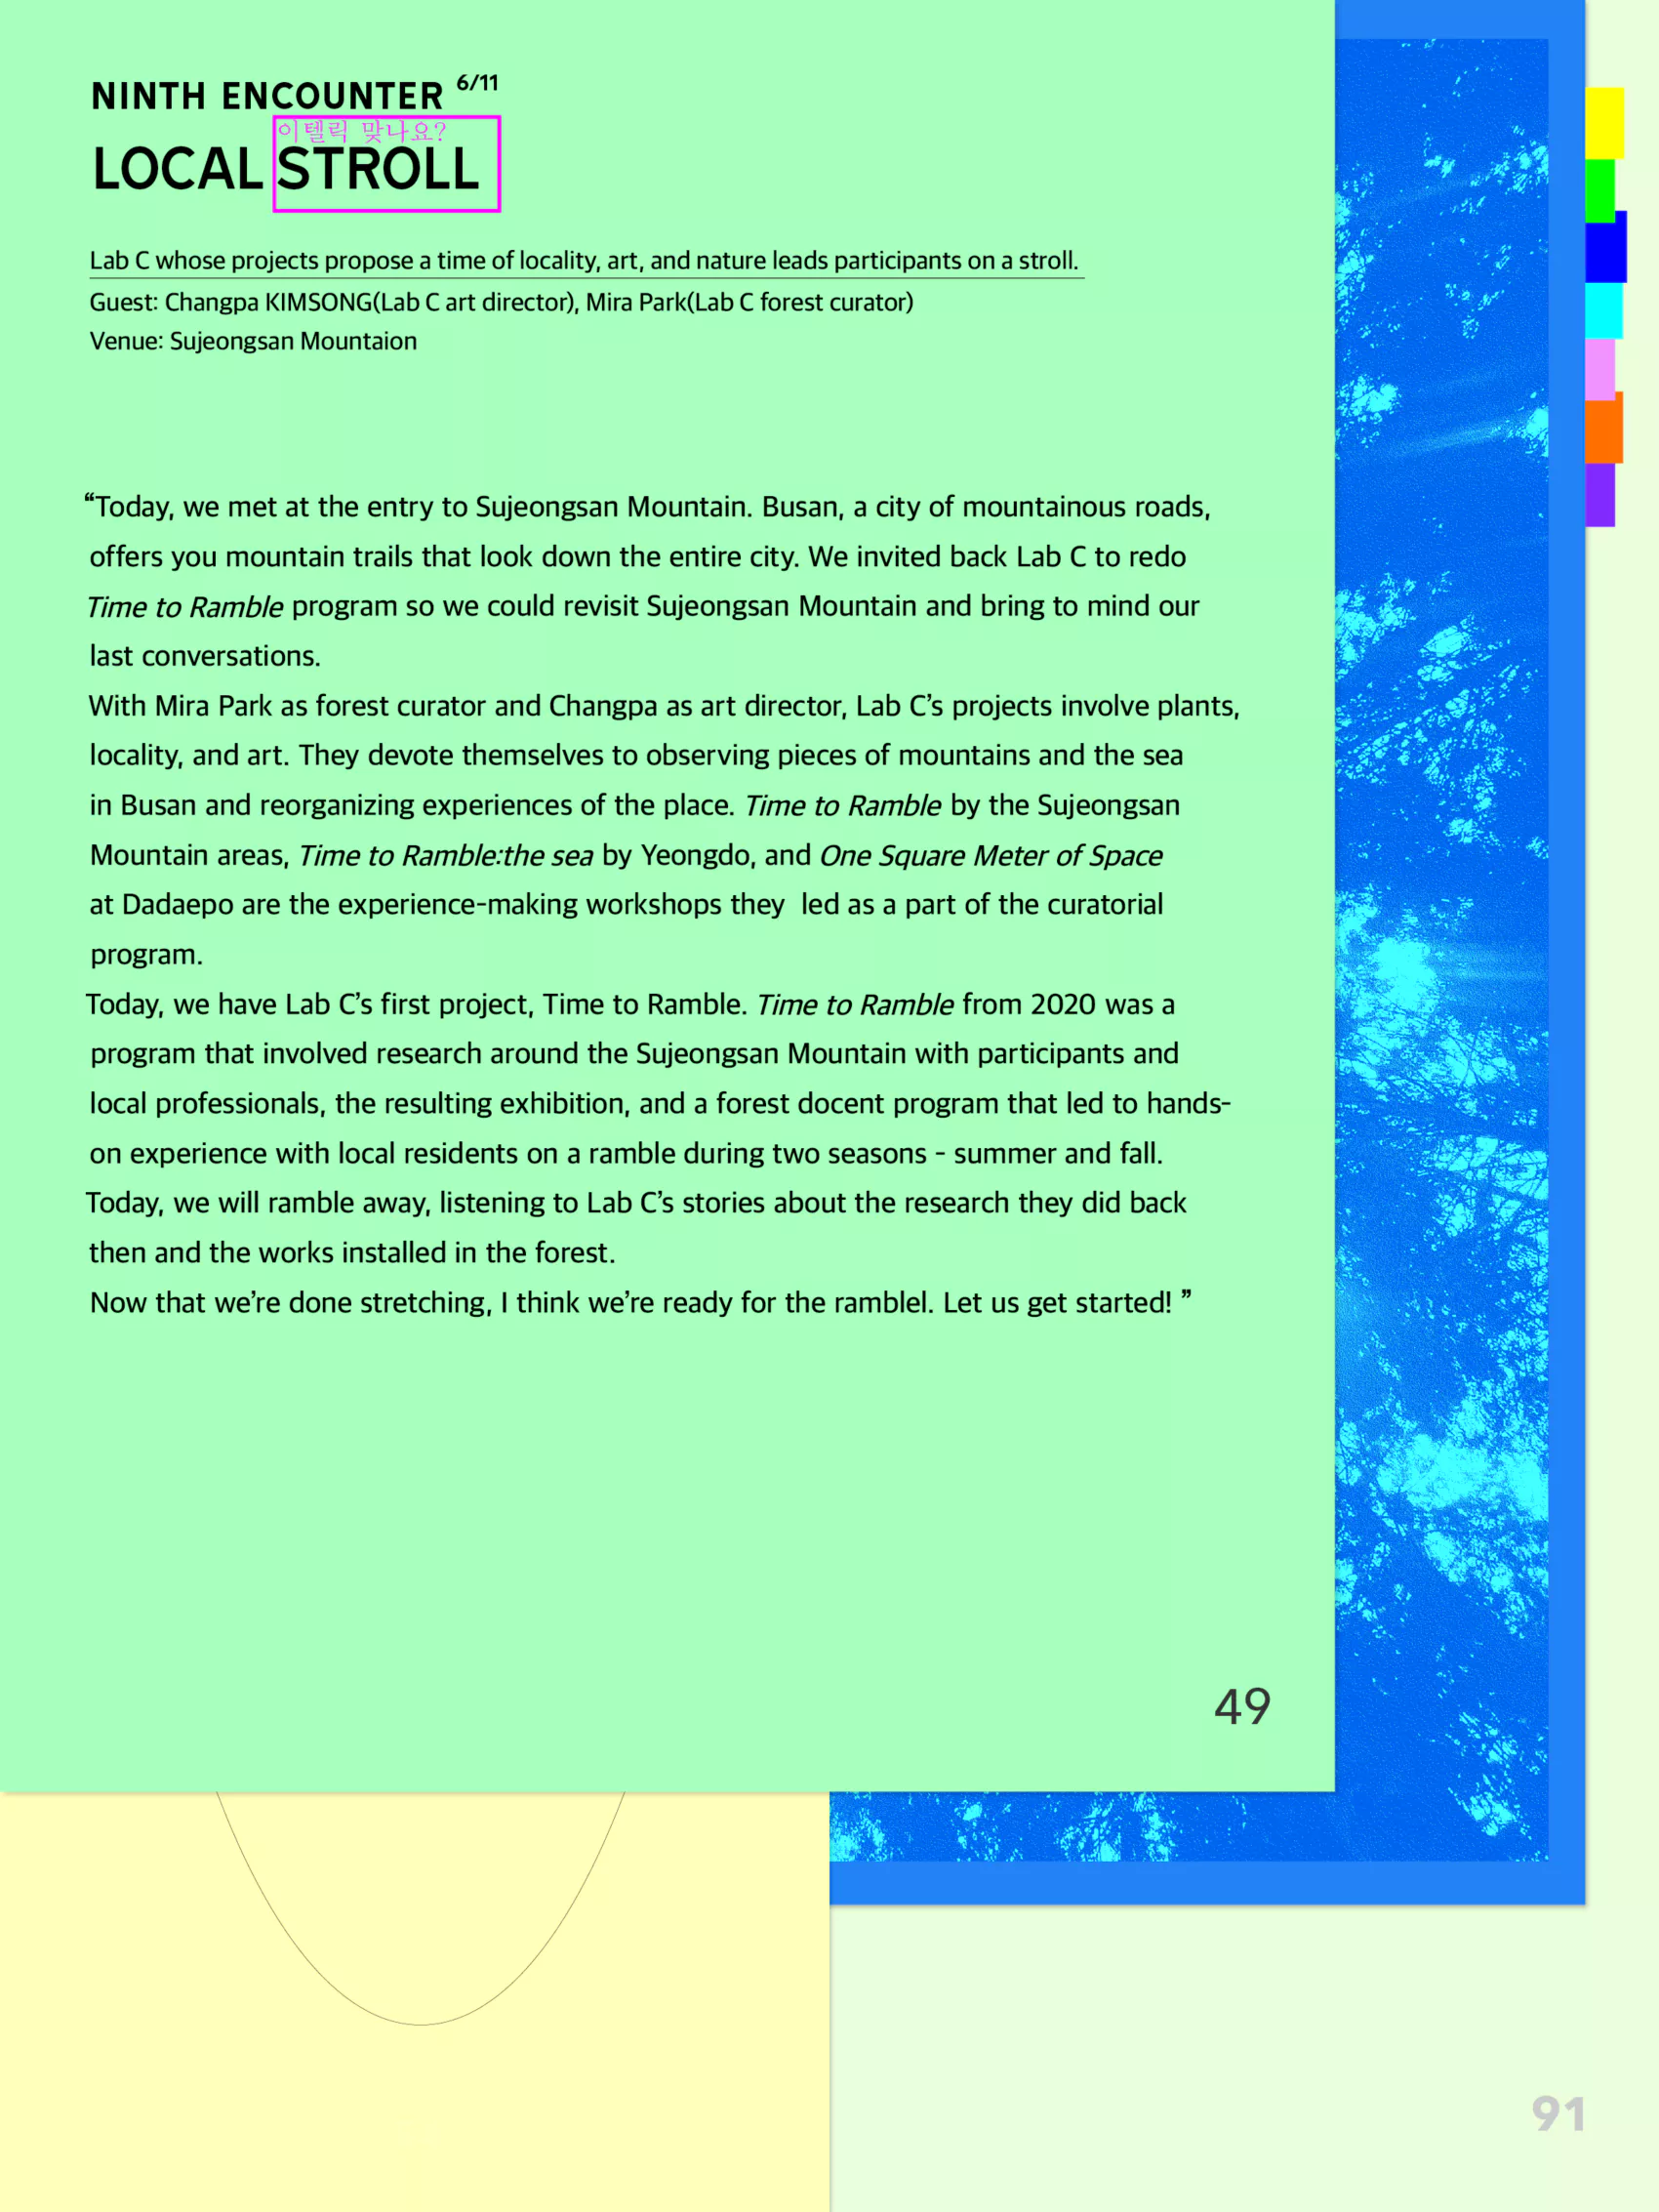 NINTH ENCOUNTER 6/11
이텔릭 맞나요?
LOCAL STROLL
Lab C whose projects propose a time of locality, art, and nature leads participants on a stroll.
Guest: Changpa KIMSONG(Lab C art director), Mira Park(Lab C forest curator)
Venue: Sujeongsan Mountaion
“Today, we met at the entry to Sujeongsan Mountain. Busan, a city of mountainous roads,
offers you mountain trails that look down the entire city. We invited back Lab C to redo
Time to Ramble program so we could revisit Sujeongsan Mountain and bring to mind our
last conversations.
With Mira Park as forest curator and Changpa as art director, Lab C’s projects involve plants,
locality, and art. They devote themselves to observing pieces of mountains and the sea
in Busan and reorganizing experiences of the place. Time to Ramble by the Sujeongsan
Mountain areas, Time to Ramble:the sea by Yeongdo, and One Square Meter of Space
at Dadaepo are the experience-making workshops they  led as a part of the curatorial
program.
Today, we have Lab C’s first project, Time to Ramble. Time to Ramble from 2020 was a
program that involved research around the Sujeongsan Mountain with participants and
local professionals, the resulting exhibition, and a forest docent program that led to hands-
on experience with local residents on a ramble during two seasons - summer and fall.
Today, we will ramble away, listening to Lab C’s stories about the research they did back
then and the works installed in the forest.
Now that we’re done stretching, I think we’re ready for the ramblel. Let us get started! ”
49
91